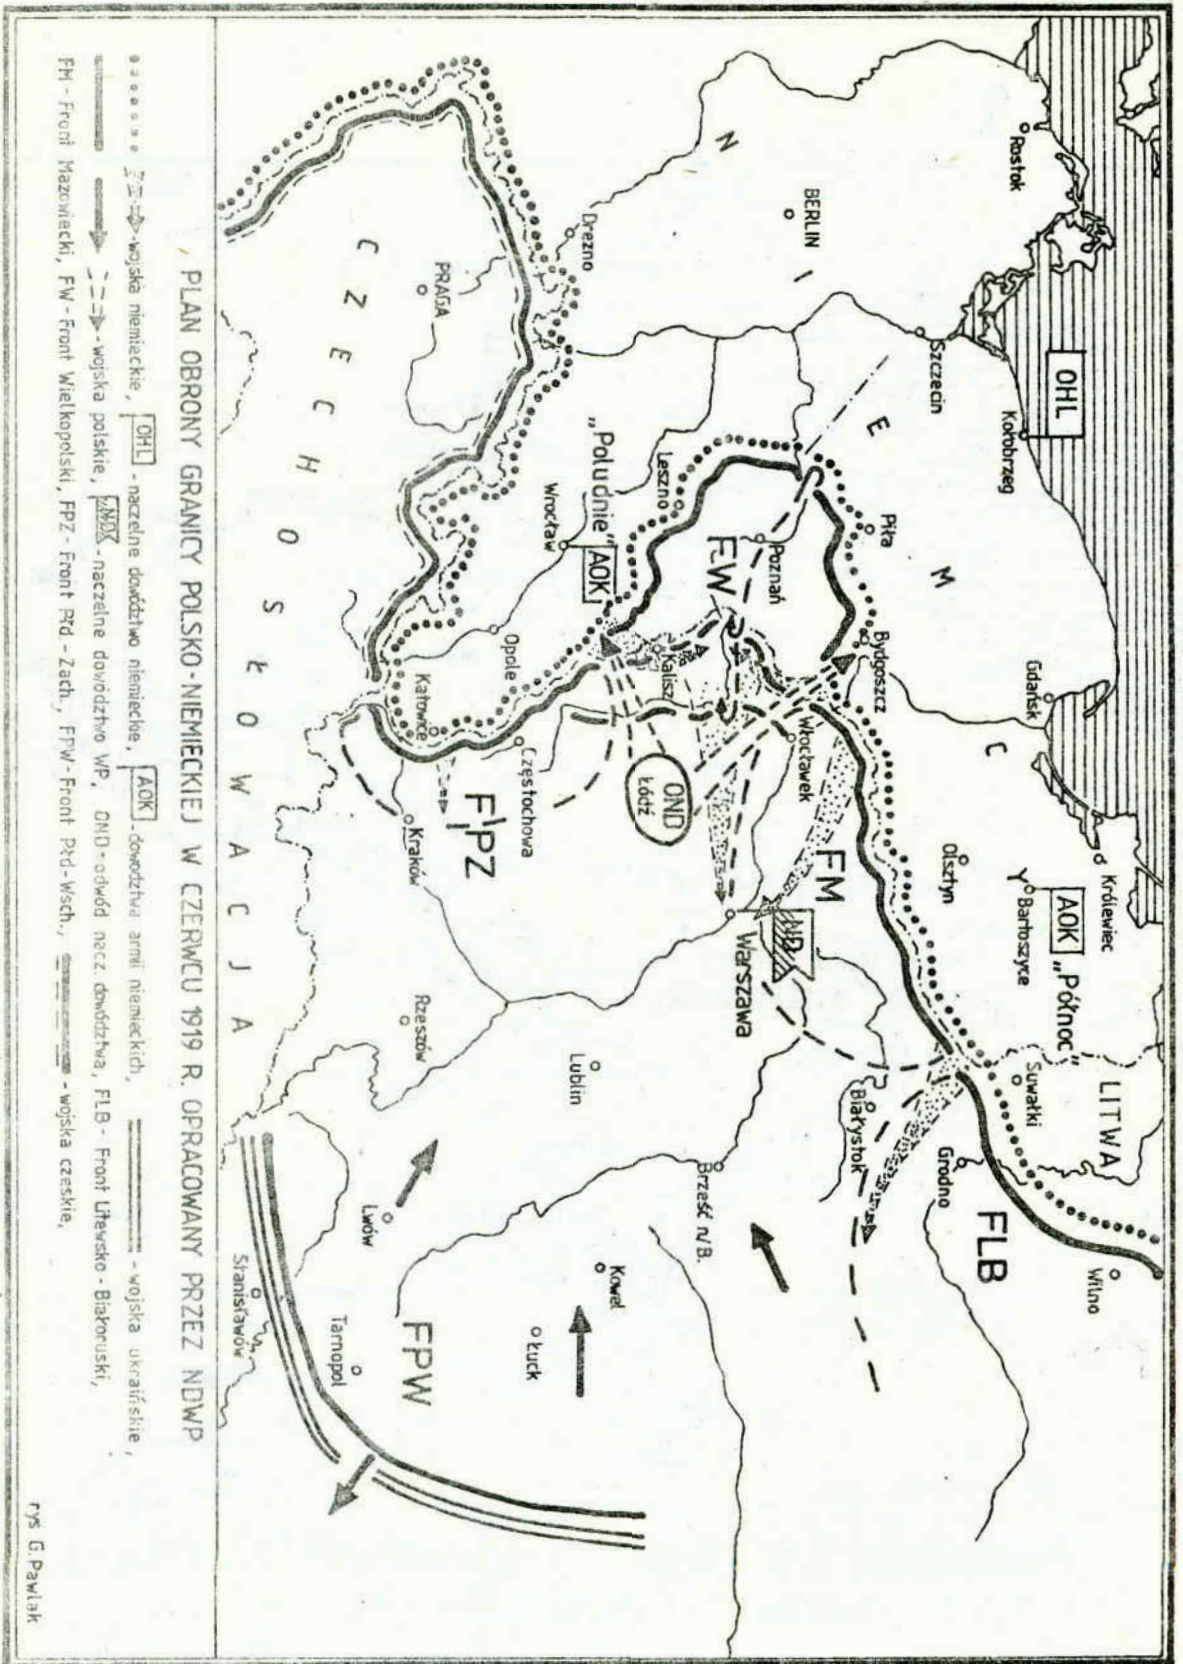 Rostok
OHL
Kołobrzeg
Szczecin
Gdańsk
Królewiec
BERLIN
N I E M C
Piła
Bydgoszcz
Olsztyn
Bartoszyce
AOK „Północ"
LITWA
Suwałki
Wilno
Grodno
FLB
Poznań
FW
Leszno
Włocławek
FM
ND
Warszawa
Białystok
Brześć n/B.
Drezno
„Południe"
AOK
Wrocław
Kalisz
OND
Łódź
Lublin
Kowel
Łuck
Opole
Częstochowa
Katowice
FPZ
Kraków
Rzeszów
Lwów
FPW
Tarnopol
Stanisławów
PRAGA
C Z E C H O S Ł O W A C J A
PLAN OBRONY GRANICY POLSKO-NIEMIECKIEJ W CZERWCU 1919 R. OPRACOWANY PRZEZ NDWP
- wojska niemieckie, OHL - naczelne dowództwo niemieckie, AOK - dowództwa armii niemieckich, - wojska ukraińskie,
- wojska polskie, - naczelne dowództwo WP, OND - odwód nacz. dowództwa, FLB - Front Litewsko-Białoruski,
FM - Front Mazowiecki, FW - Front Wielkopolski, FPZ - Front Płd-Zach., FPW - Front Płd-Wsch., - wojska czeskie,
rys G.Pawlak